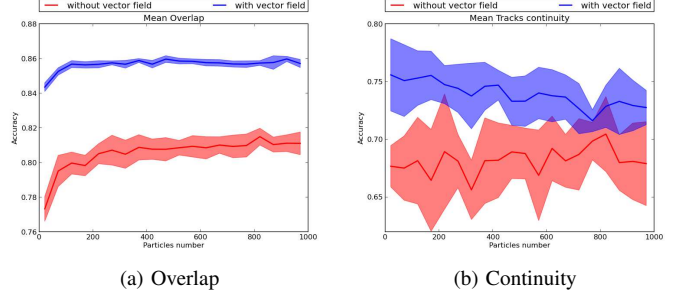 without vector field with vector field
Mean Overlap
0.88
0.86
0.84
0.82
0.80
0.78
0.76
Accuracy
0 200 400 600 800 1000
Particles number
(a) Overlap
without vector field with vector field
Mean Tracks continuity
0.80
0.75
0.70
0.65
Accuracy
0 200 400 600 800 1000
Particles number
(b) Continuity